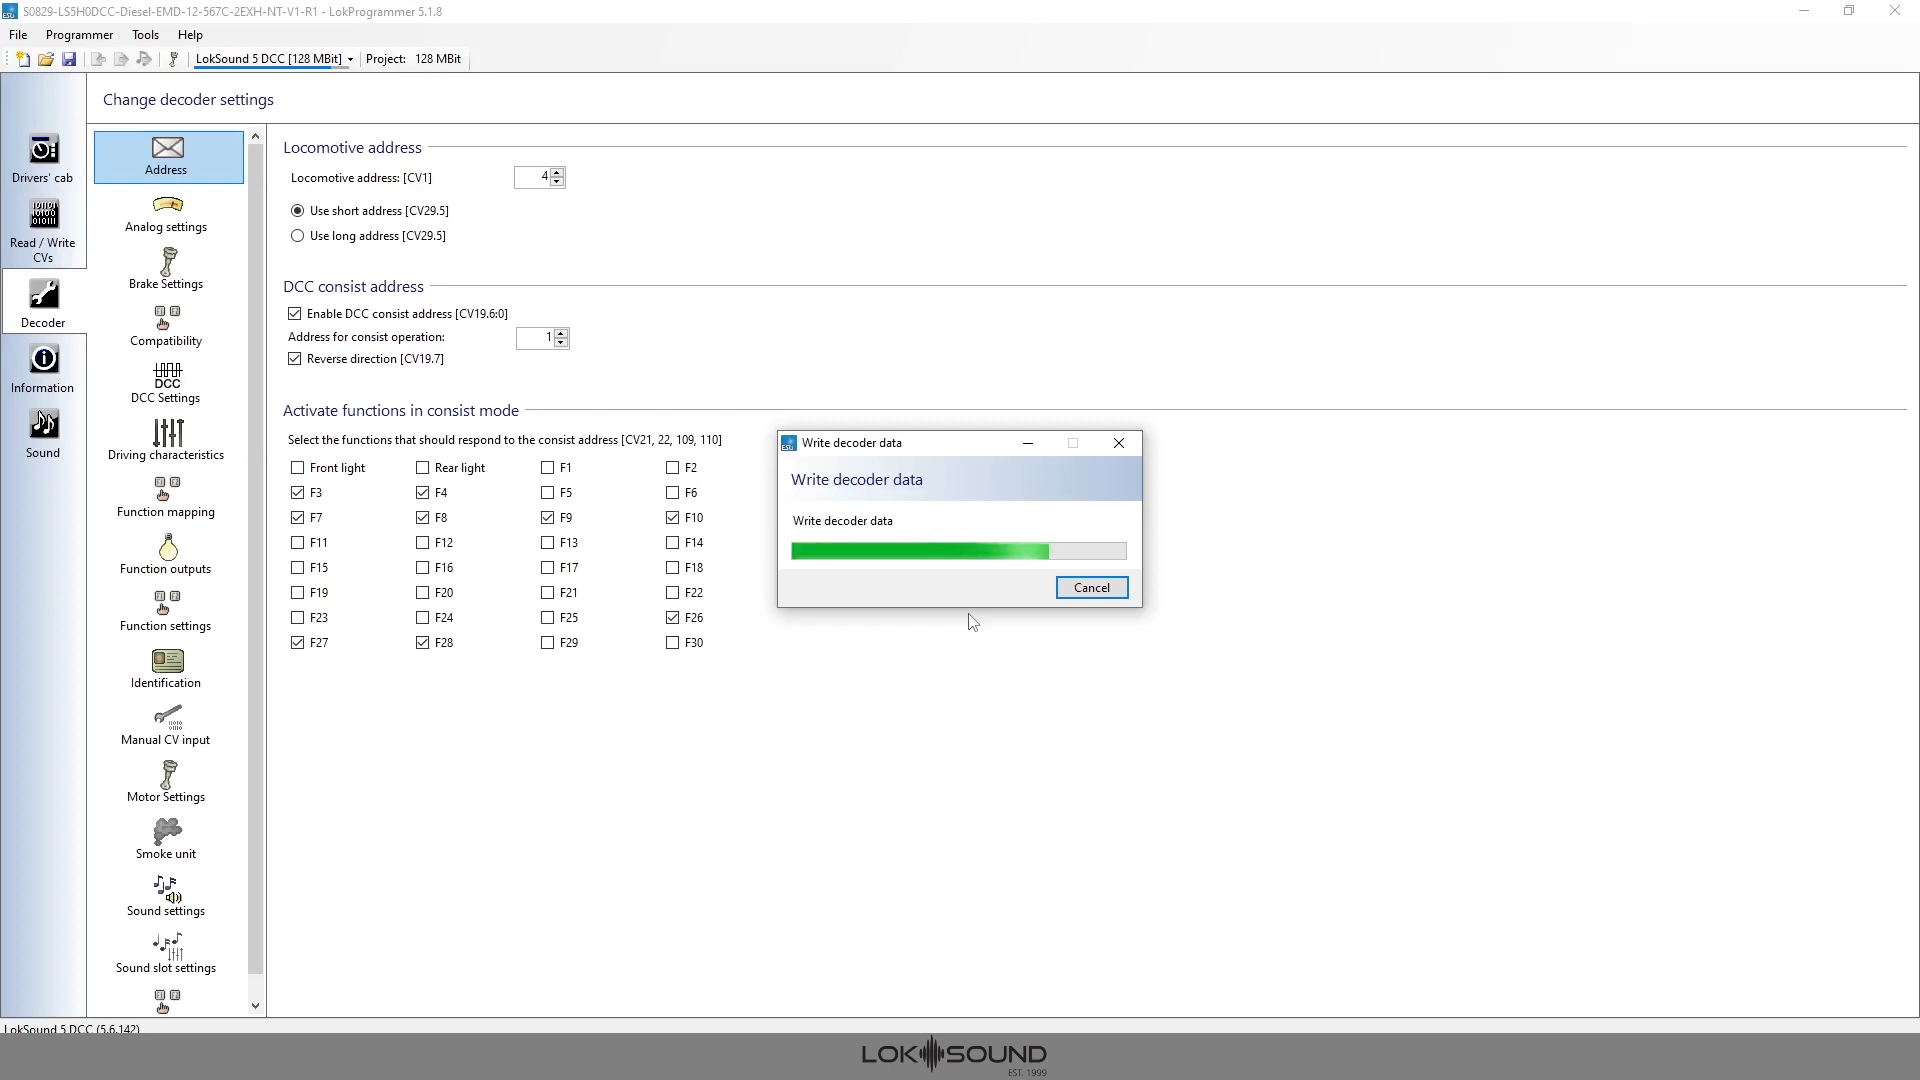 S0829-LS5H0DCC-Diesel-EMD-12-567C-2EXH-NT-V1-R1 - LokProgrammer 5.1.8
File Programmer Tools Help
LokSound 5 DCC [128 MBit] Project: 128 MBit
Change decoder settings
Drivers' cab
Read / Write
CVs
Decoder
Information
Sound
Address
Analog settings
Brake Settings
Compatibility
DCC
DCC Settings
Driving characteristics
Function mapping
Function outputs
Function settings
Identification
Manual CV input
Motor Settings
Smoke unit
Sound settings
Sound slot settings
Locomotive address
Locomotive address: [CV1] 4
Use short address [CV29.5]
Use long address [CV29.5]
DCC consist address
Enable DCC consist address [CV19.6:0]
Address for consist operation: 1
Reverse direction [CV19.7]
Activate functions in consist mode
Select the functions that should respond to the consist address [CV21, 22, 109, 110]
Front light Rear light F1 F2
F3 F4 F5 F6
F7 F8 F9 F10
F11 F12 F13 F14
F15 F16 F17 F18
F19 F20 F21 F22
F23 F24 F25 F26
F27 F28 F29 F30
Write decoder data
Write decoder data
Write decoder data
Cancel
LokSound 5 DCC (5.6.142)
LOKSOUND
EST. 1999